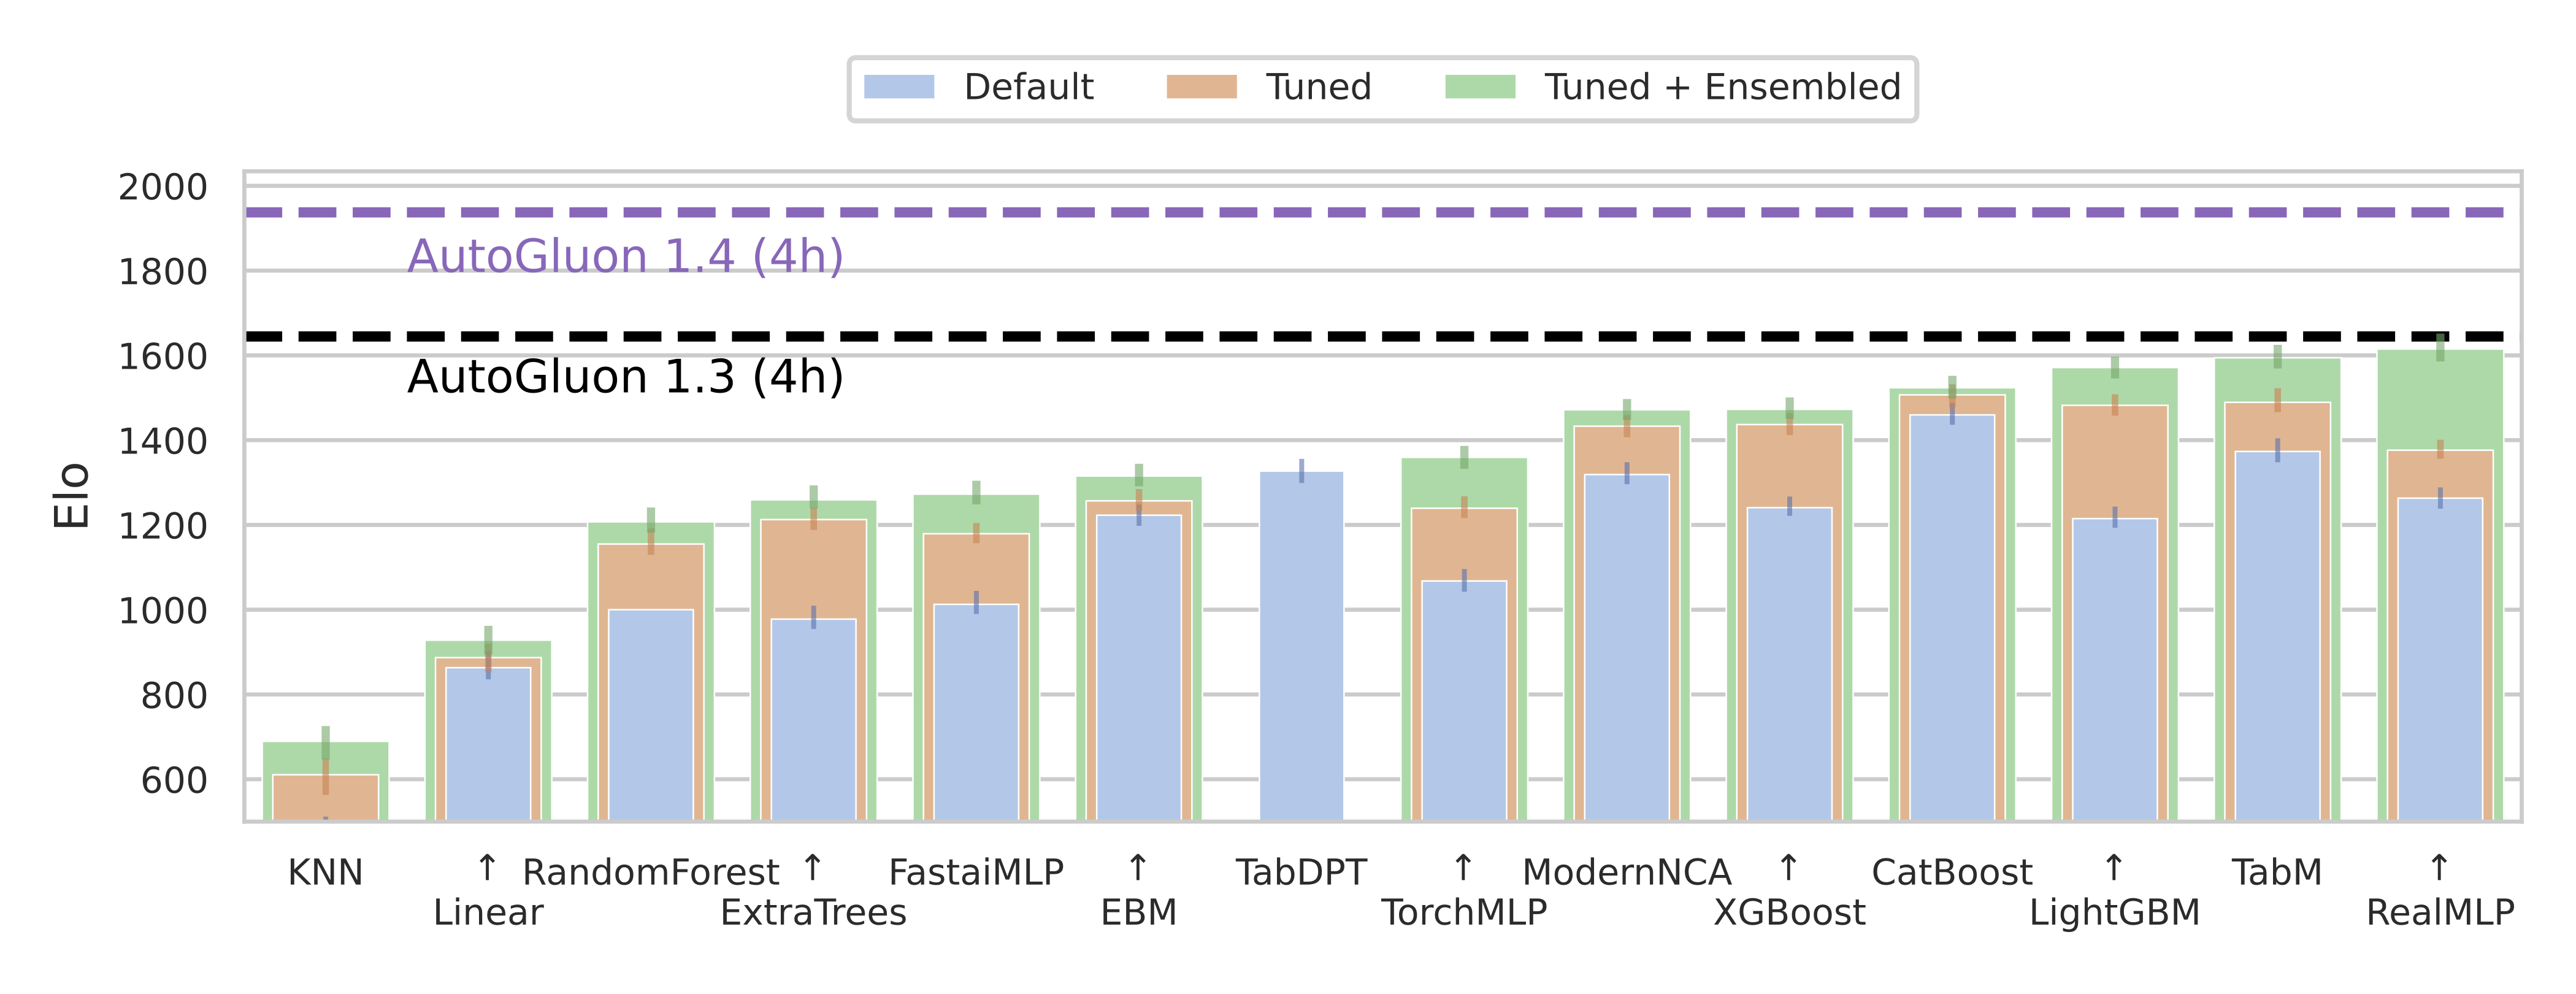 Default Tuned Tuned + Ensembled
2000
1800
1600
1400
1200
1000
800
600
Elo
AutoGluon 1.4 (4h)
AutoGluon 1.3 (4h)
KNN ↑ RandomForest ↑ FastaiMLP ↑ TabDPT ↑ ModernNCA ↑ CatBoost ↑ TabM ↑
Linear ExtraTrees EBM TorchMLP XGBoost LightGBM RealMLP